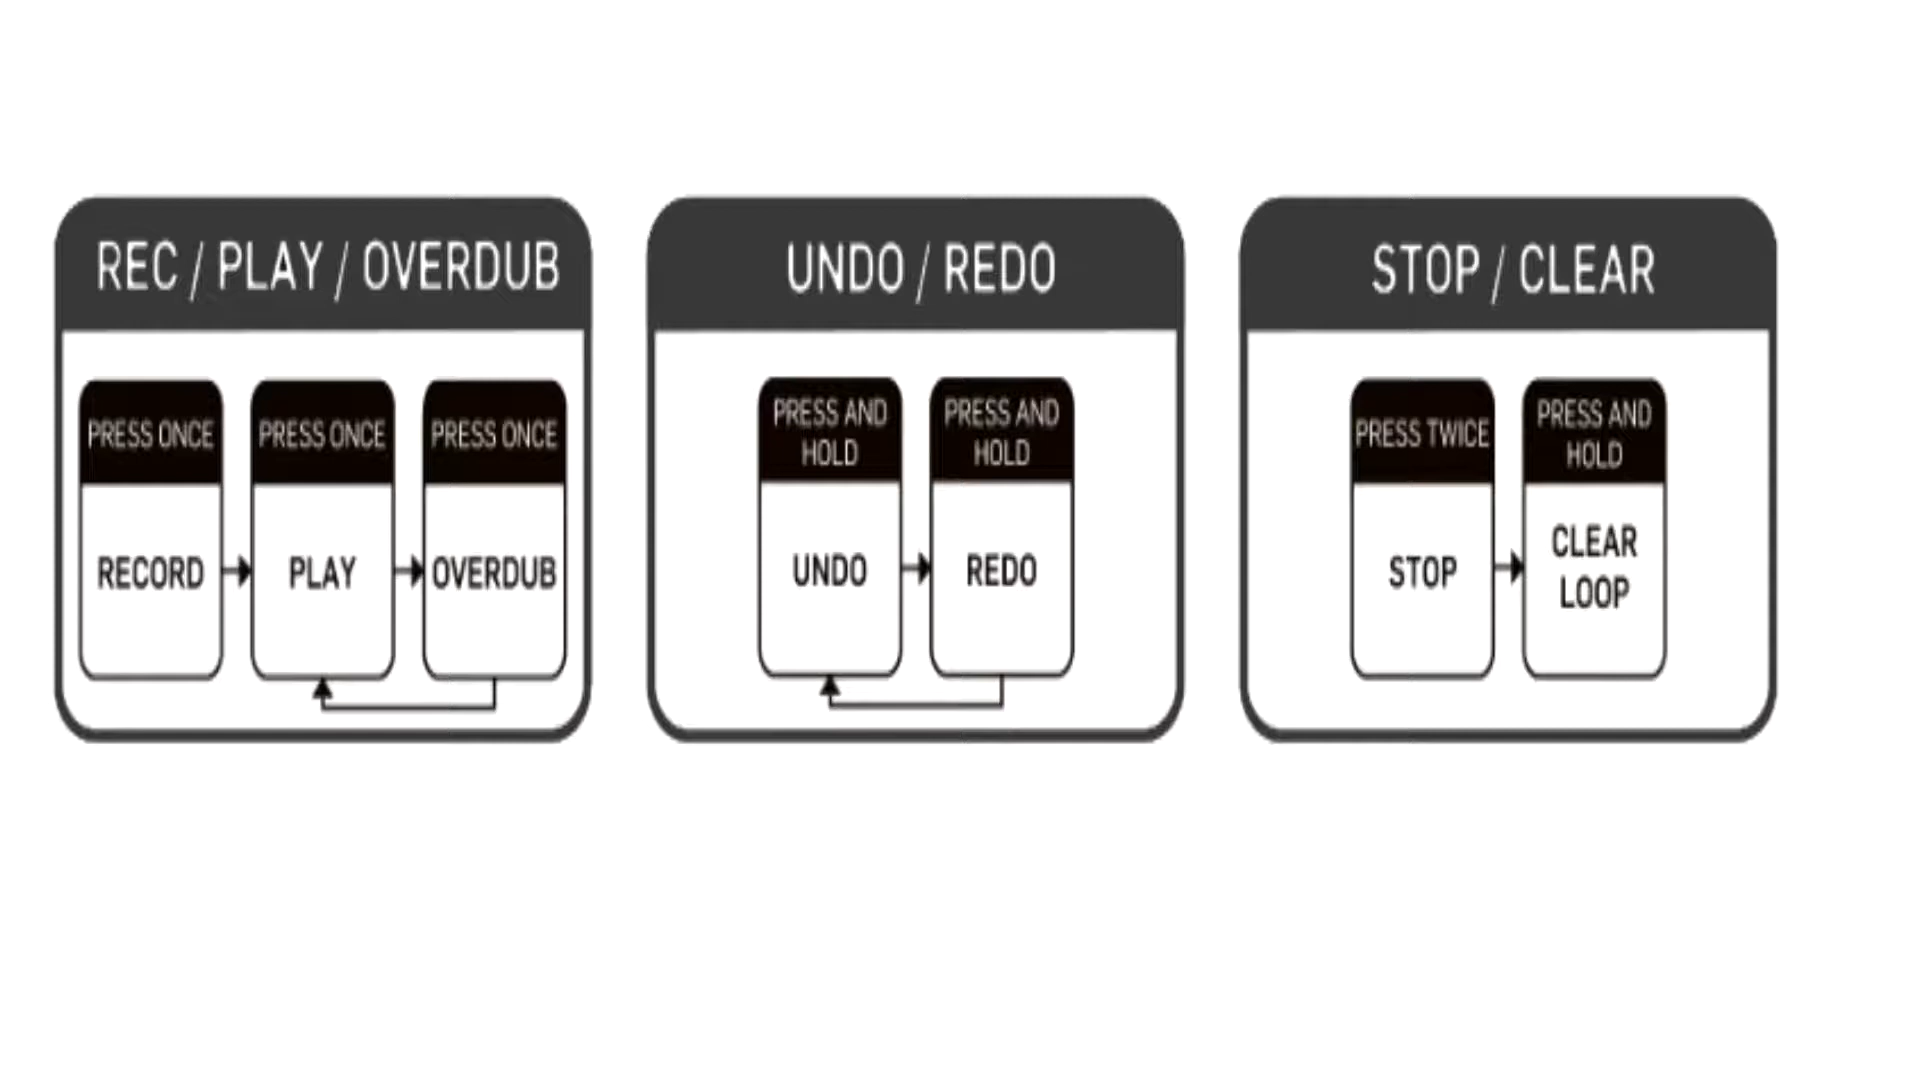 REC / PLAY / OVERDUB
PRESS ONCE
RECORD
PRESS ONCE
PLAY
PRESS ONCE
OVERDUB
UNDO / REDO
PRESS AND
HOLD
UNDO
PRESS AND
HOLD
REDO
STOP / CLEAR
PRESS TWICE
STOP
PRESS AND
HOLD
CLEAR
LOOP